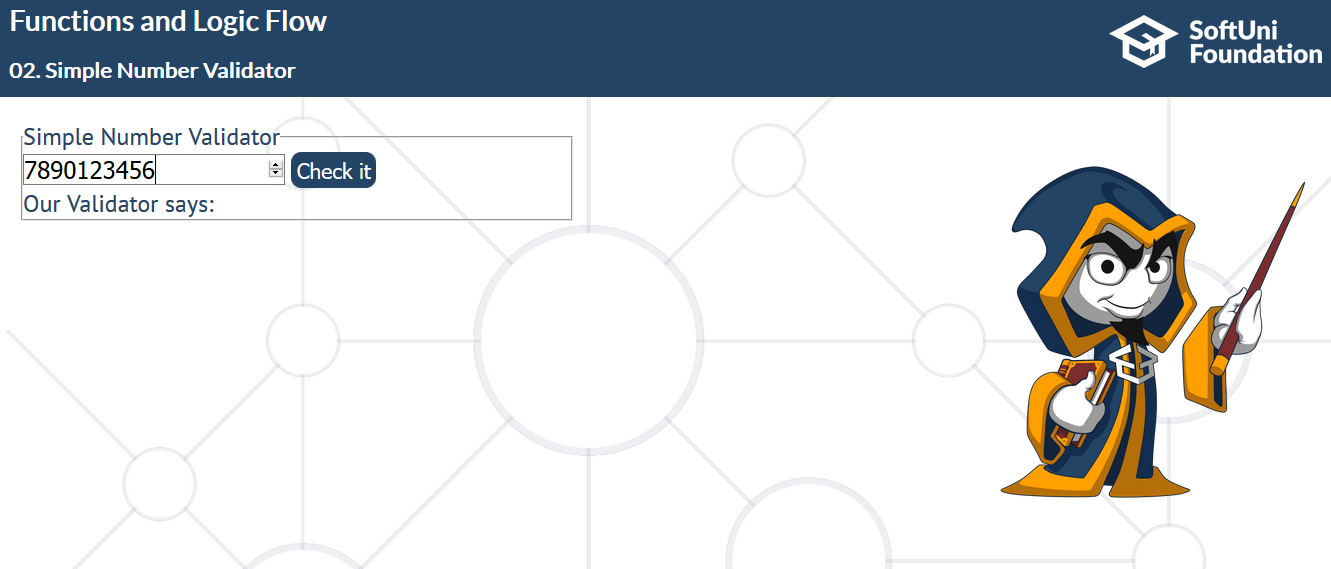 Functions and Logic Flow
02. Simple Number Validator
SoftUni
Foundation
Simple Number Validator
7890123456
Check it
Our Validator says: